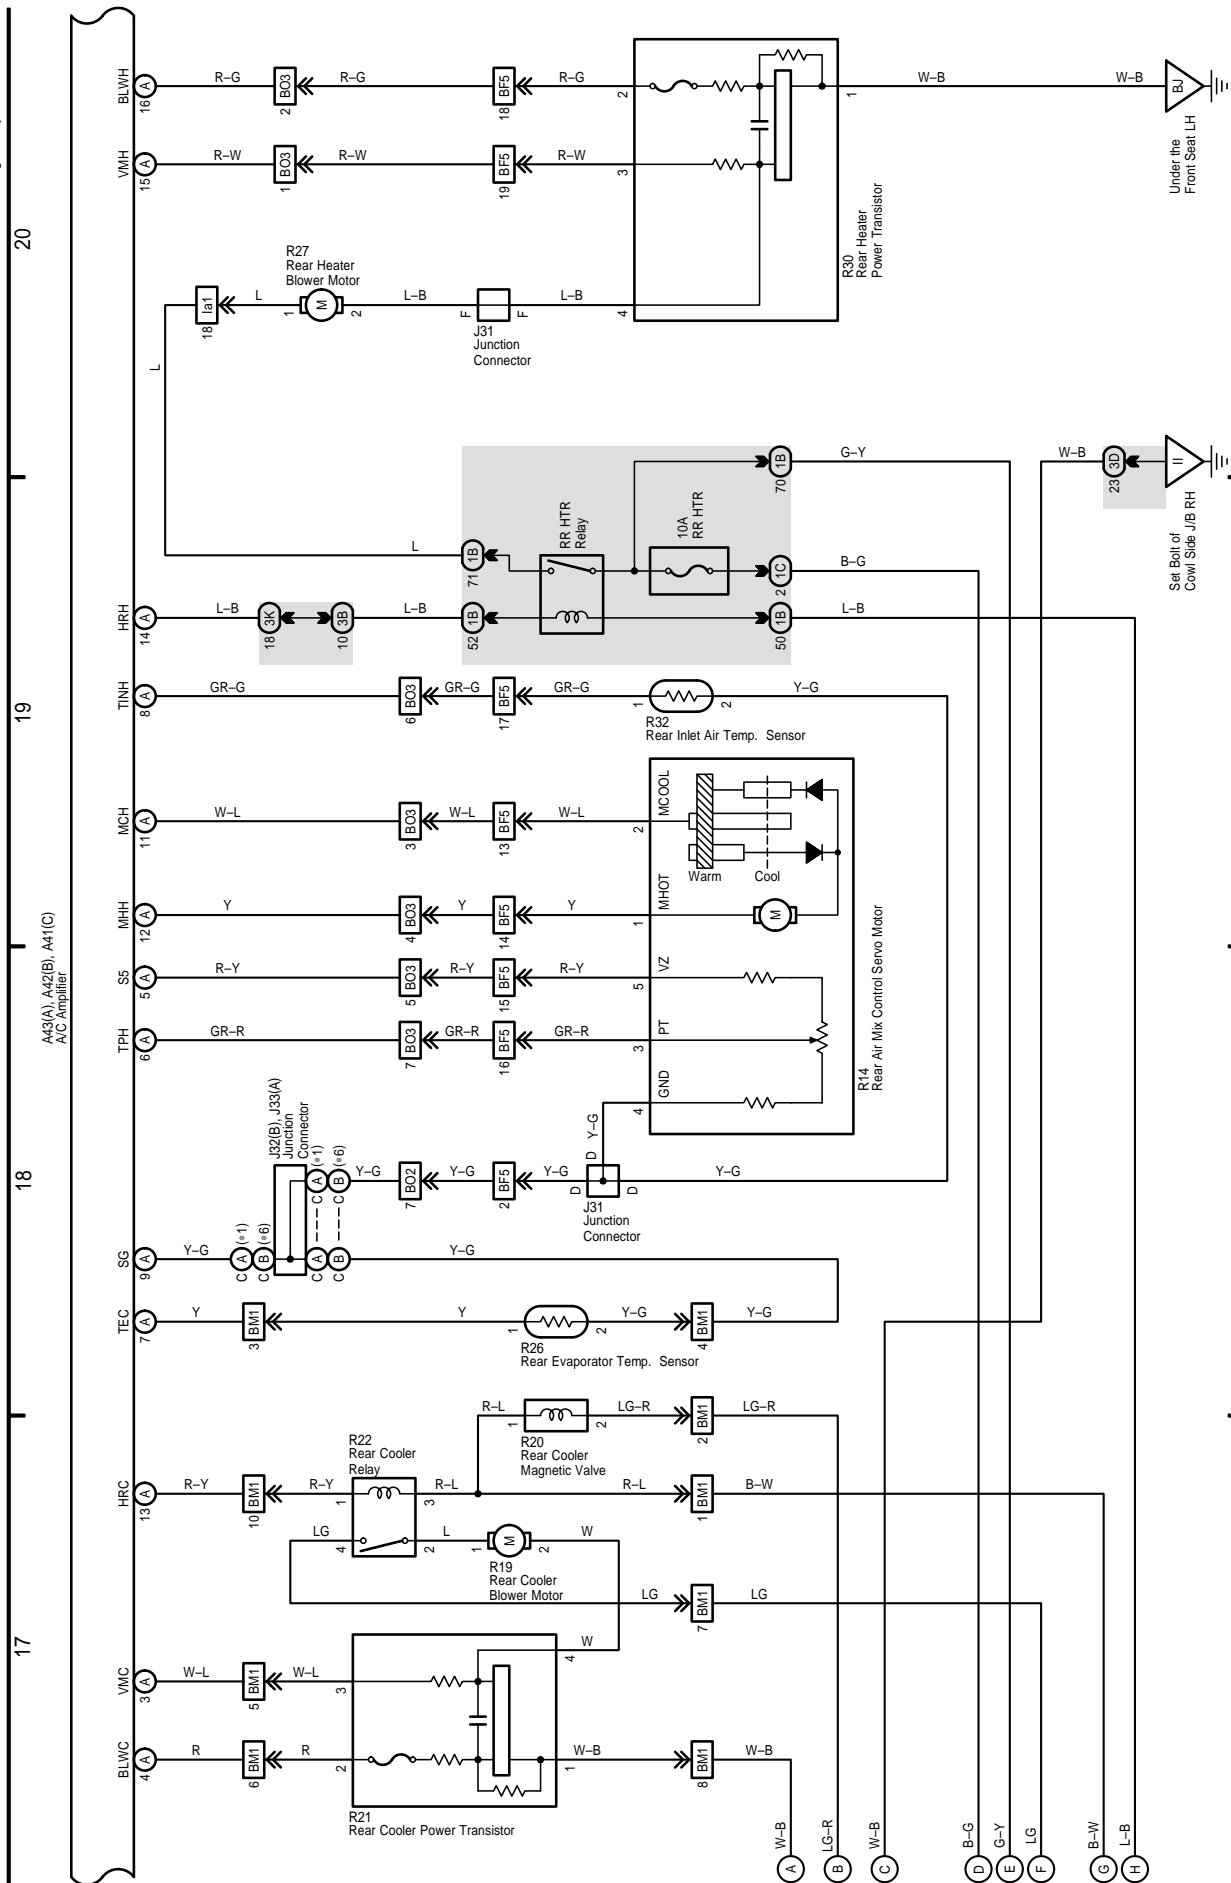 20
19
18
17
A43(A), A42(B), A41(C)
A/C Amplifier
BLWH
16 A
R–G
2 BO3
R–G
18 BF5
R–G
2
1
W–B
W–B
BJ
Under the
Front Seat LH
VMH
15 A
R–W
1 BO3
R–W
19 BF5
R–W
3
R30
Rear Heater
Power Transistor
R27
Rear Heater
Blower Motor
L
18 Ia1
L
1 M 2
L–B
F F
L–B
4
J31
Junction
Connector
L
71 1B
RR HTR
Relay
10A
RR HTR
70 1B
G–Y
W–B
23 3D
II
Set Bolt of
Cowl Side J/B RH
2 1C
B–G
HRH
14 A
L–B
18 3K
10 3B
L–B
52 1B
50 1B
L–B
TINH
8 A
GR–G
6 BO3
GR–G
17 BF5
GR–G
1
2
Y–G
R32
Rear Inlet Air Temp. Sensor
MCH
11 A
W–L
3 BO3
W–L
13 BF5
W–L
2
MCOOL
Warm
Cool
MHH
12 A
Y
4 BO3
Y
14 BF5
Y
1
MHOT
M
S5
5 A
R–Y
5 BO3
R–Y
15 BF5
R–Y
5
VZ
TPH
6 A
GR–R
7 BO3
GR–R
16 BF5
GR–R
3
PT
4
GND
R14
Rear Air Mix Control Servo Motor
J32(B), J33(A)
Junction
Connector
C A (*1)
C B (*6)
Y–G
7 BO2
Y–G
2 BF5
Y–G
D
D
D
Y–G
Y–G
J31
Junction
Connector
SG
9 A
Y–G
C A (*1)
C B (*6)
C A
C B
Y–G
TEC
7 A
Y
3 BM1
Y
1
2
Y–G
4 BM1
Y–G
R26
Rear Evaporator Temp. Sensor
R–L
1
2
LG–R
2 BM1
LG–R
R20
Rear Cooler
Magnetic Valve
R22
Rear Cooler
Relay
HRC
13 A
R–Y
10 BM1
R–Y
1
3
R–L
R–L
1 BM1
B–W
LG
4
2
L
1 M 2
W
R19
Rear Cooler
Blower Motor
LG
7 BM1
LG
W
4
VMC
3 A
W–L
5 BM1
W–L
3
BLWC
4 A
R
6 BM1
R
2
1
W–B
8 BM1
W–B
R21
Rear Cooler Power Transistor
W–B
A
LG–R
B
W–B
C
B–G
D
G–Y
E
LG
F
B–W
G
L–B
H